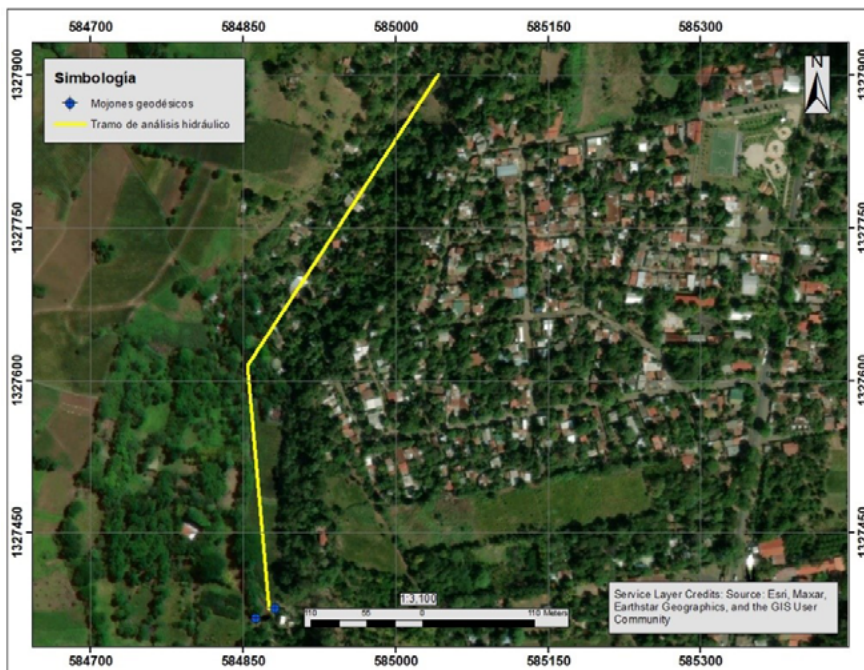 584700 584850 585000 585150 585300
1327900 1327900
Simbología
Mojones geodésicos
Tramo de análisis hidráulico
N
1327750 1327750
1327600 1327600
1327450 1327450
1:3,100
110 55 0 110 Meters
Service Layer Credits: Source: Esri, Maxar,
Earthstar Geographics, and the GIS User
Community
584700 584850 585000 585150 585300